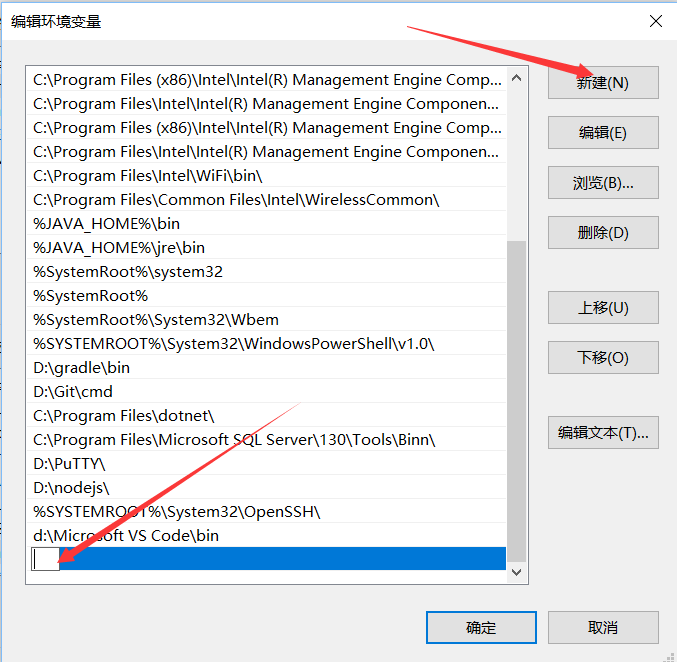 编辑环境变量
C:\Program Files (x86)\Intel\Intel(R) Management Engine Comp...
C:\Program Files\Intel\Intel(R) Management Engine Componen...
C:\Program Files (x86)\Intel\Intel(R) Management Engine Comp...
C:\Program Files\Intel\Intel(R) Management Engine Componen...
C:\Program Files\Intel\WiFi\bin\
C:\Program Files\Common Files\Intel\WirelessCommon\
%JAVA_HOME%\bin
%JAVA_HOME%\jre\bin
%SystemRoot%\system32
%SystemRoot%
%SystemRoot%\System32\Wbem
%SYSTEMROOT%\System32\WindowsPowerShell\v1.0\
D:\gradle\bin
D:\Git\cmd
C:\Program Files\dotnet\
C:\Program Files\Microsoft SQL Server\130\Tools\Binn\
D:\PuTTY\
D:\nodejs\
%SYSTEMROOT%\System32\OpenSSH\
d:\Microsoft VS Code\bin
新建(N)
编辑(E)
浏览(B)...
删除(D)
上移(U)
下移(O)
编辑文本(T)...
确定
取消